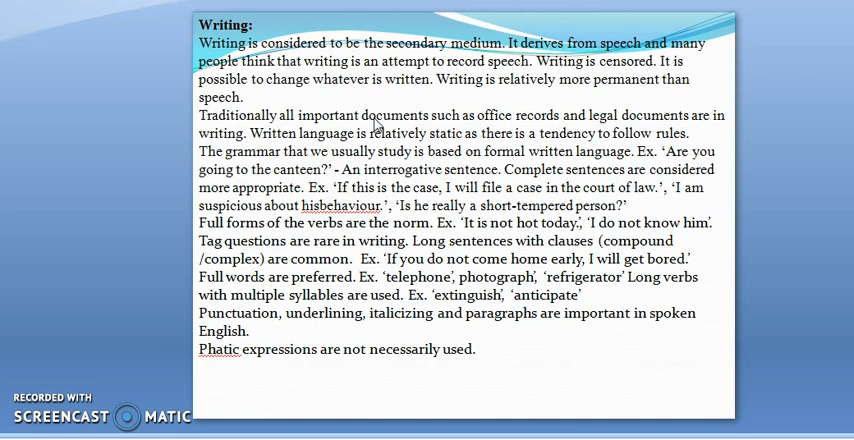 Writing:
Writing is considered to be the secondary medium. It derives from speech and many
people think that writing is an attempt to record speech. Writing is censored. It is
possible to change whatever is written. Writing is relatively more permanent than
speech.
Traditionally all important documents such as office records and legal documents are in
writing. Written language is relatively static as there is a tendency to follow rules.
The grammar that we usually study is based on formal written language. Ex. ‘Are you
going to the canteen?’ - An interrogative sentence. Complete sentences are considered
more appropriate. Ex. ‘If this is the case, I will file a case in the court of law.’, ‘I am
suspicious about hisbehaviour.’, ‘Is he really a short-tempered person?’
Full forms of the verbs are the norm. Ex. ‘It is not hot today.’, ‘I do not know him’.
Tag questions are rare in writing. Long sentences with clauses (compound
/complex) are common. Ex. ‘If you do not come home early, I will get bored.’
Full words are preferred. Ex. ‘telephone’, photograph’, ‘refrigerator’ Long verbs
with multiple syllables are used. Ex. ‘extinguish’, ‘anticipate’
Punctuation, underlining, italicizing and paragraphs are important in spoken
English.
Phatic expressions are not necessarily used.
RECORDED WITH
SCREENCAST MATIC